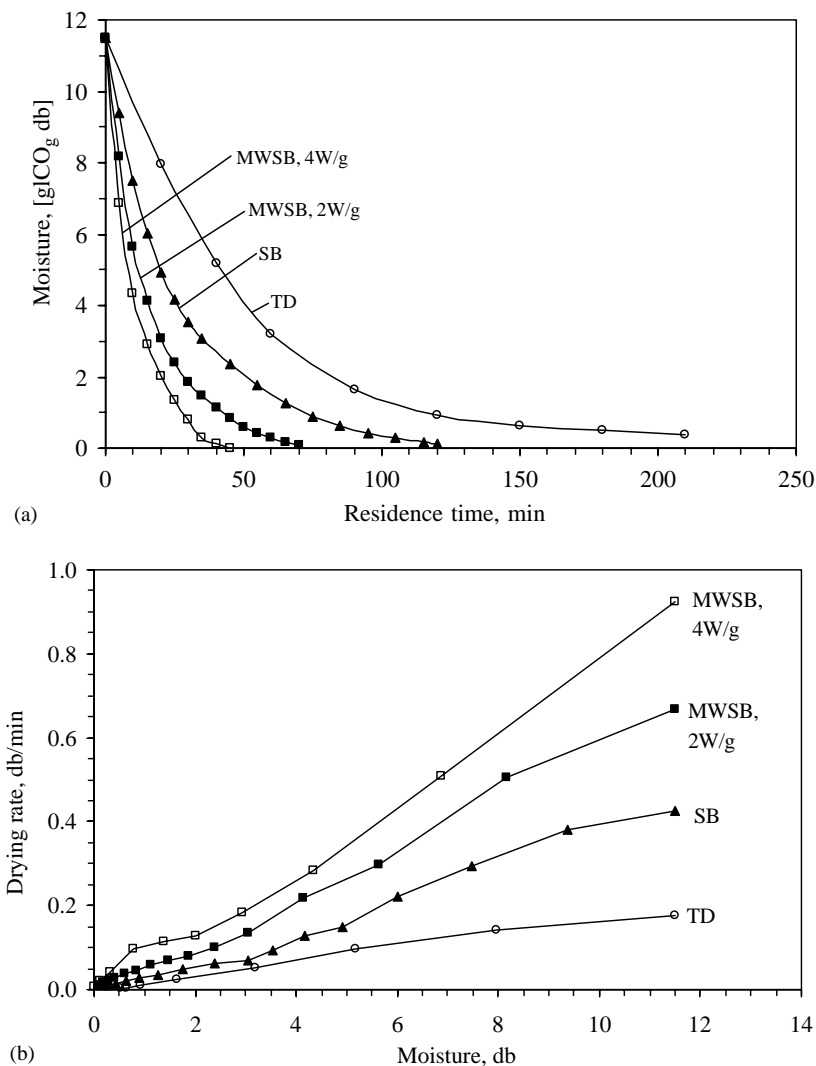 12
10
8
6
4
2
0
Moisture, [glCO_g db]
MWSB, 4W/g
MWSB, 2W/g
SB
TD
0
50
100
150
200
250
Residence time, min
(a)
1.0
0.8
0.6
0.4
0.2
0.0
Drying rate, db/min
MWSB,
4W/g
MWSB,
2W/g
SB
TD
0
2
4
6
8
10
12
14
Moisture, db
(b)